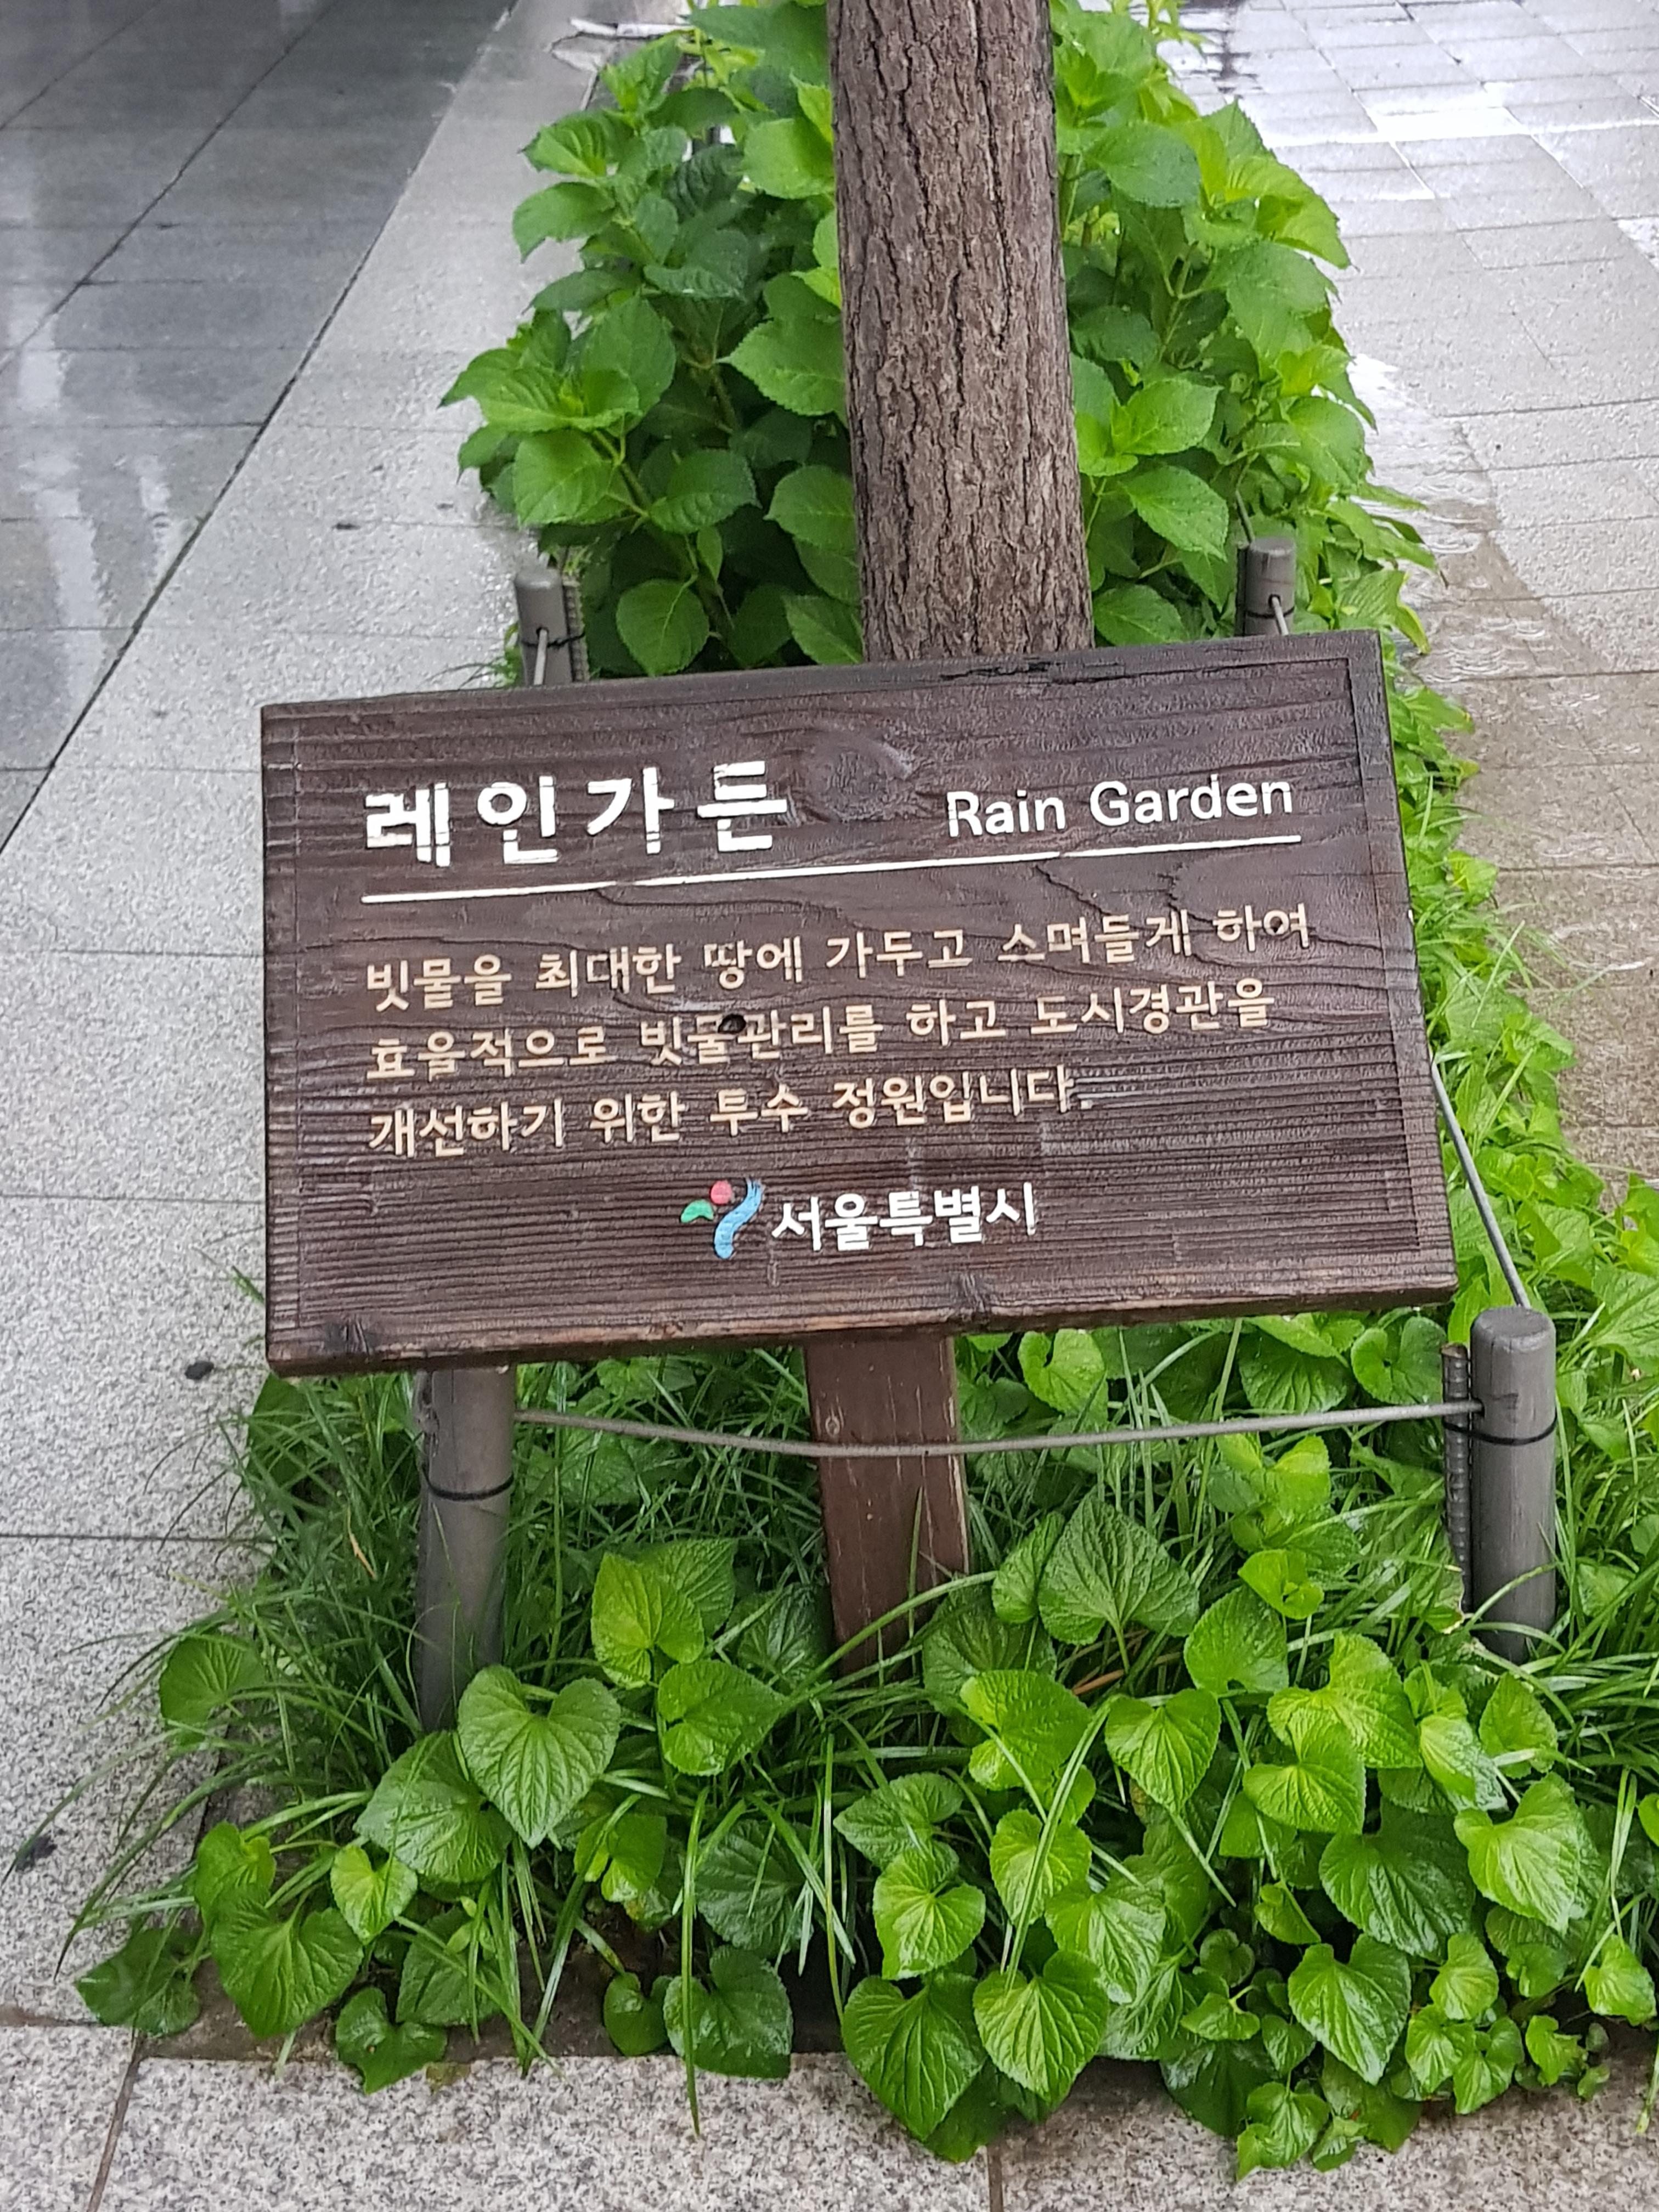 레인가든 Rain Garden
빗물을 최대한 땅에 가두고 스며들게 하여
효율적으로 빗물관리를 하고 도시경관을
개선하기 위한 투수 정원입니다.
서울특별시